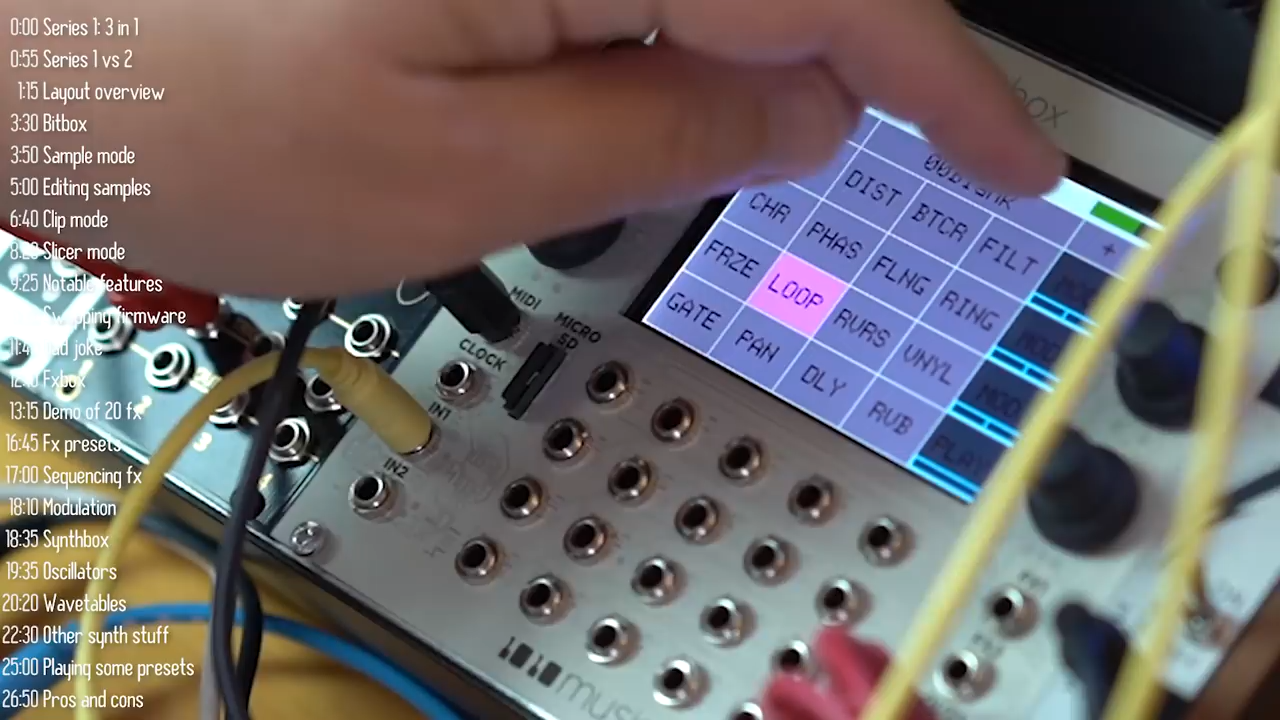 0:00 Series 1: 3 in 1
0:55 Series 1 vs 2
1:15 Layout overview
3:30 Bitbox
3:50 Sample mode
5:00 Editing samples
6:40 Clip mode
Slicer mode
9:25 Notable features
Swapping firmware
joke
Fxbox
13:15 Demo of 20 fx
16:45 Fx presets
17:00 Sequencing fx
18:10 Modulation
18:35 Synthbox
19:35 Oscillators
20:20 Wavetables
22:30 Other synth stuff
25:00 Playing some presets
26:50 Pros and cons
box
DIST BTCR FILT +
CHR PHAS FLNG RING
FRZE LOOP RVRS VNYL
GATE PAN DLY RVB
MIDI
MICRO
SD
CLOCK
IN1
IN2
3
1010 mus